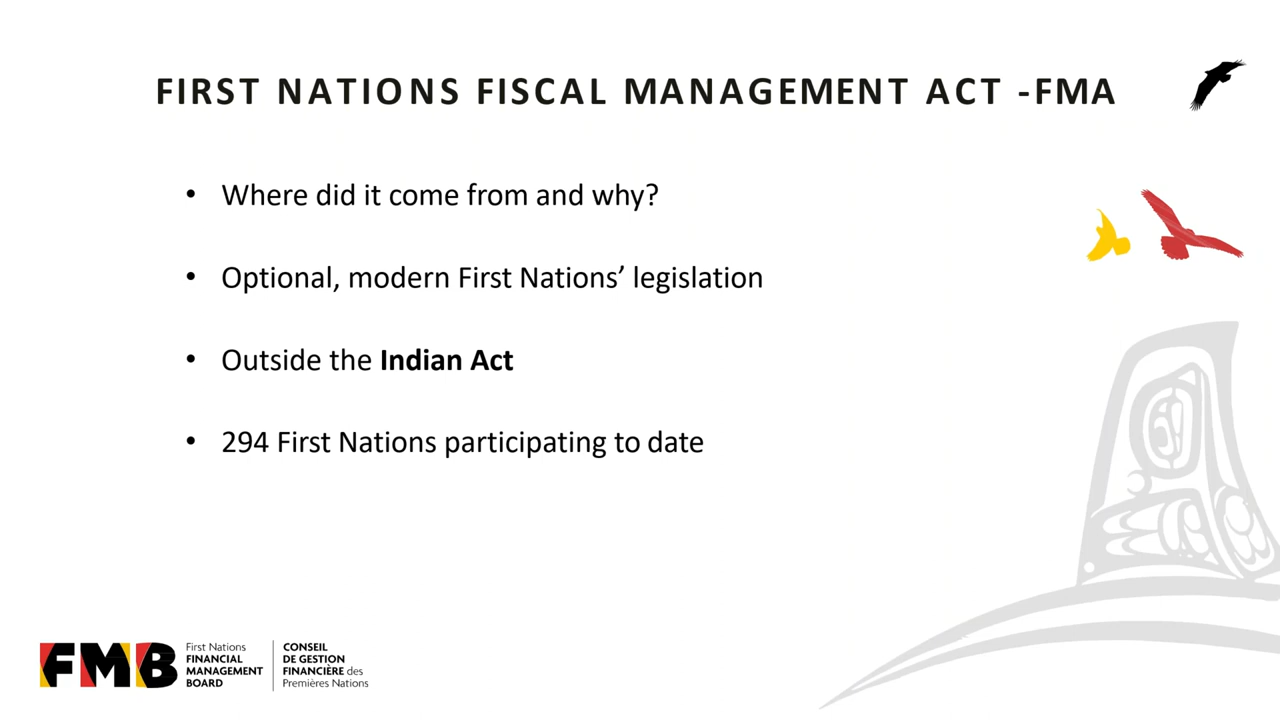 FIRST NATIONS FISCAL MANAGEMENT ACT -FMA
• Where did it come from and why?
• Optional, modern First Nations’ legislation
• Outside the Indian Act
• 294 First Nations participating to date
FMB
First Nations
FINANCIAL
MANAGEMENT
BOARD
CONSEIL
DE GESTION
FINANCIÈRE des
Premières Nations